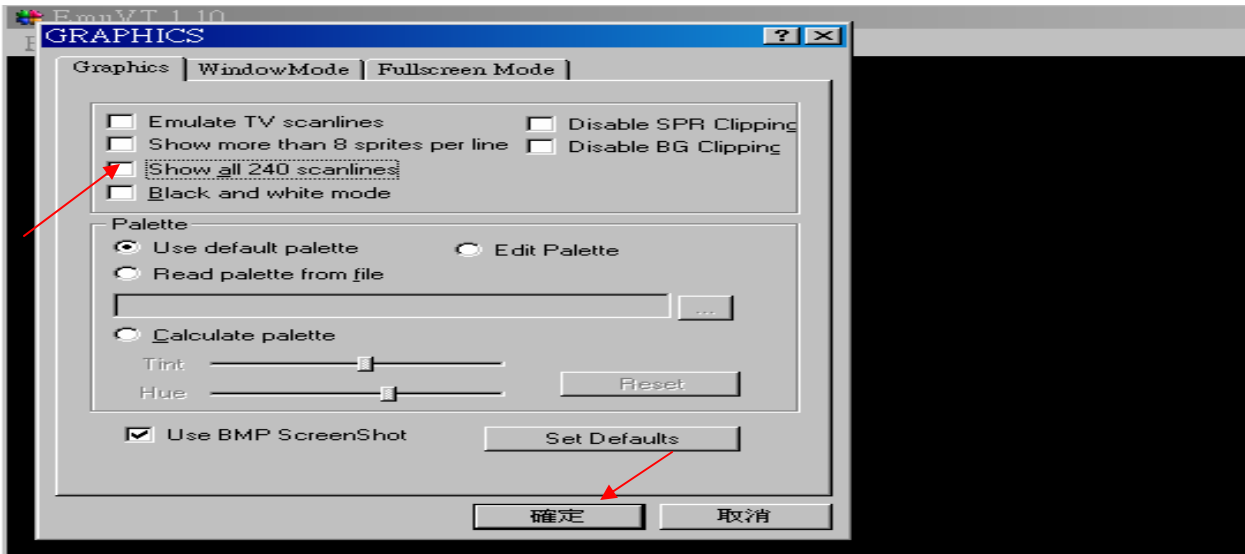 EmuVT 1.10
GRAPHICS
Graphics WindowMode Fullscreen Mode
Emulate TV scanlines
Disable SPR Clipping
Show more than 8 sprites per line
Disable BG Clipping
Show all 240 scanlines
Black and white mode
Palette
Use default palette
Edit Palette
Read palette from file
...
Calculate palette
Tint
Hue
Reset
Use BMP ScreenShot
Set Defaults
確定
取消